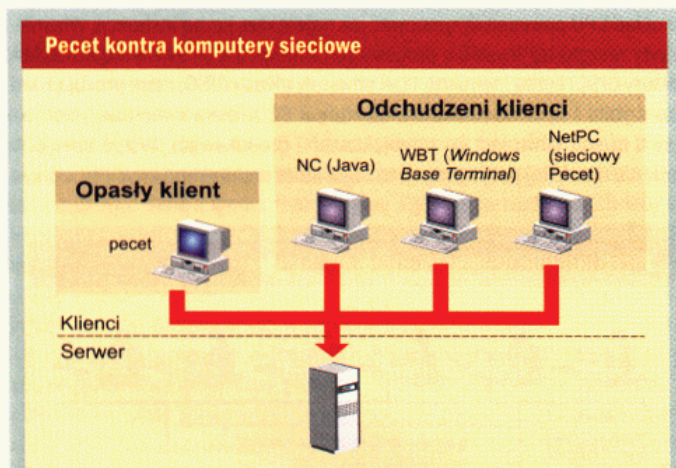 Pecet kontra komputery sieciowe
Odchudzeni klienci
NC (Java)
WBT (Windows
Base Terminal)
NetPC
(sieciowy
Pecet)
Opasły klient
pecet
Klienci
Serwer